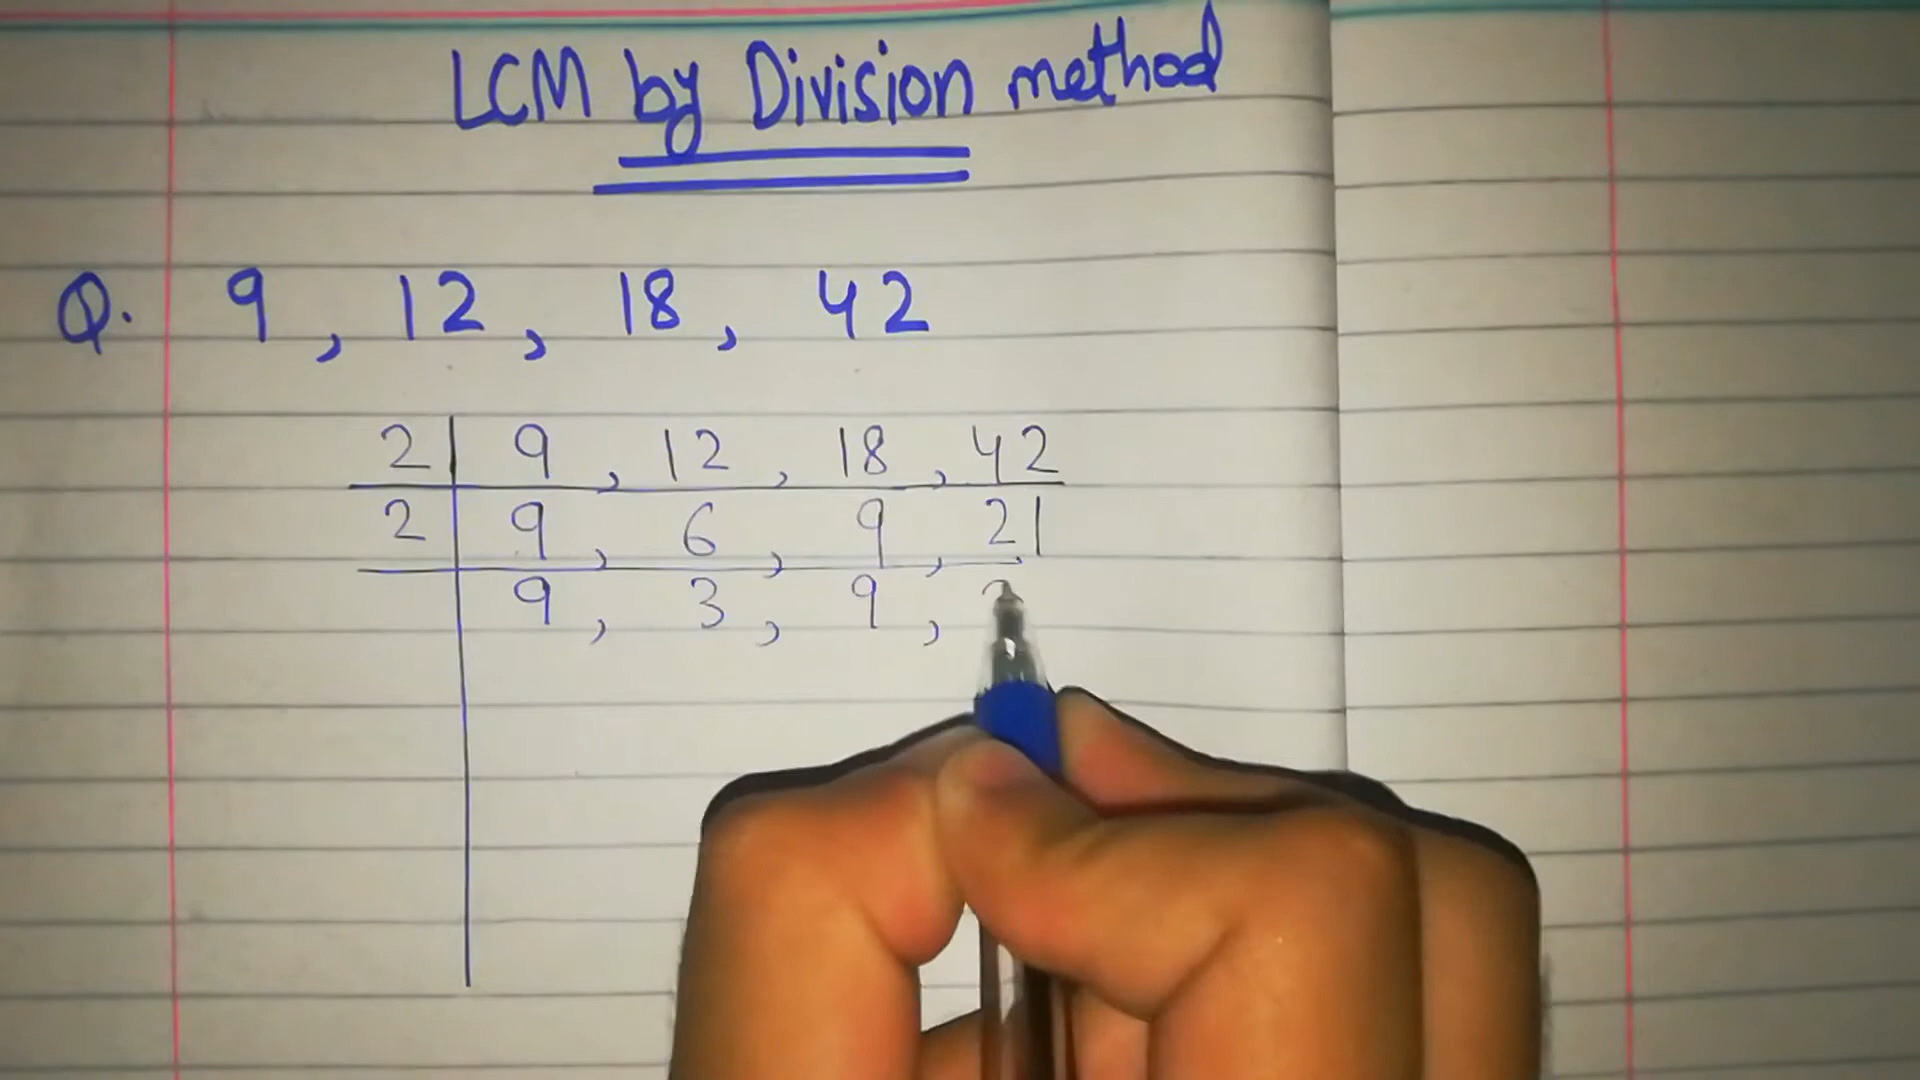 LCM by Division method
Q. 9, 12, 18, 42
2 | 9, 12, 18, 42
2 | 9, 6, 9, 21
9, 3, 9,